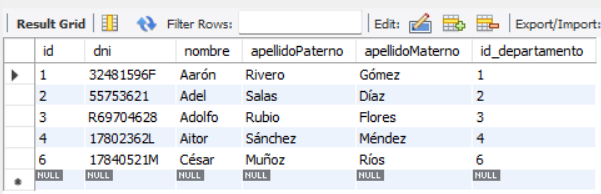 Result Grid Filter Rows: Edit: Export/Import:
id dni nombre apellidoPaterno apellidoMaterno id_departamento
1 32481596F Aarón Rivero Gómez 1
2 55753621 Adel Salas Díaz 2
3 R69704628 Adolfo Rubio Flores 3
4 17802362L Aitor Sánchez Méndez 4
6 17840521M César Muñoz Ríos 6
NULL NULL NULL NULL NULL NULL